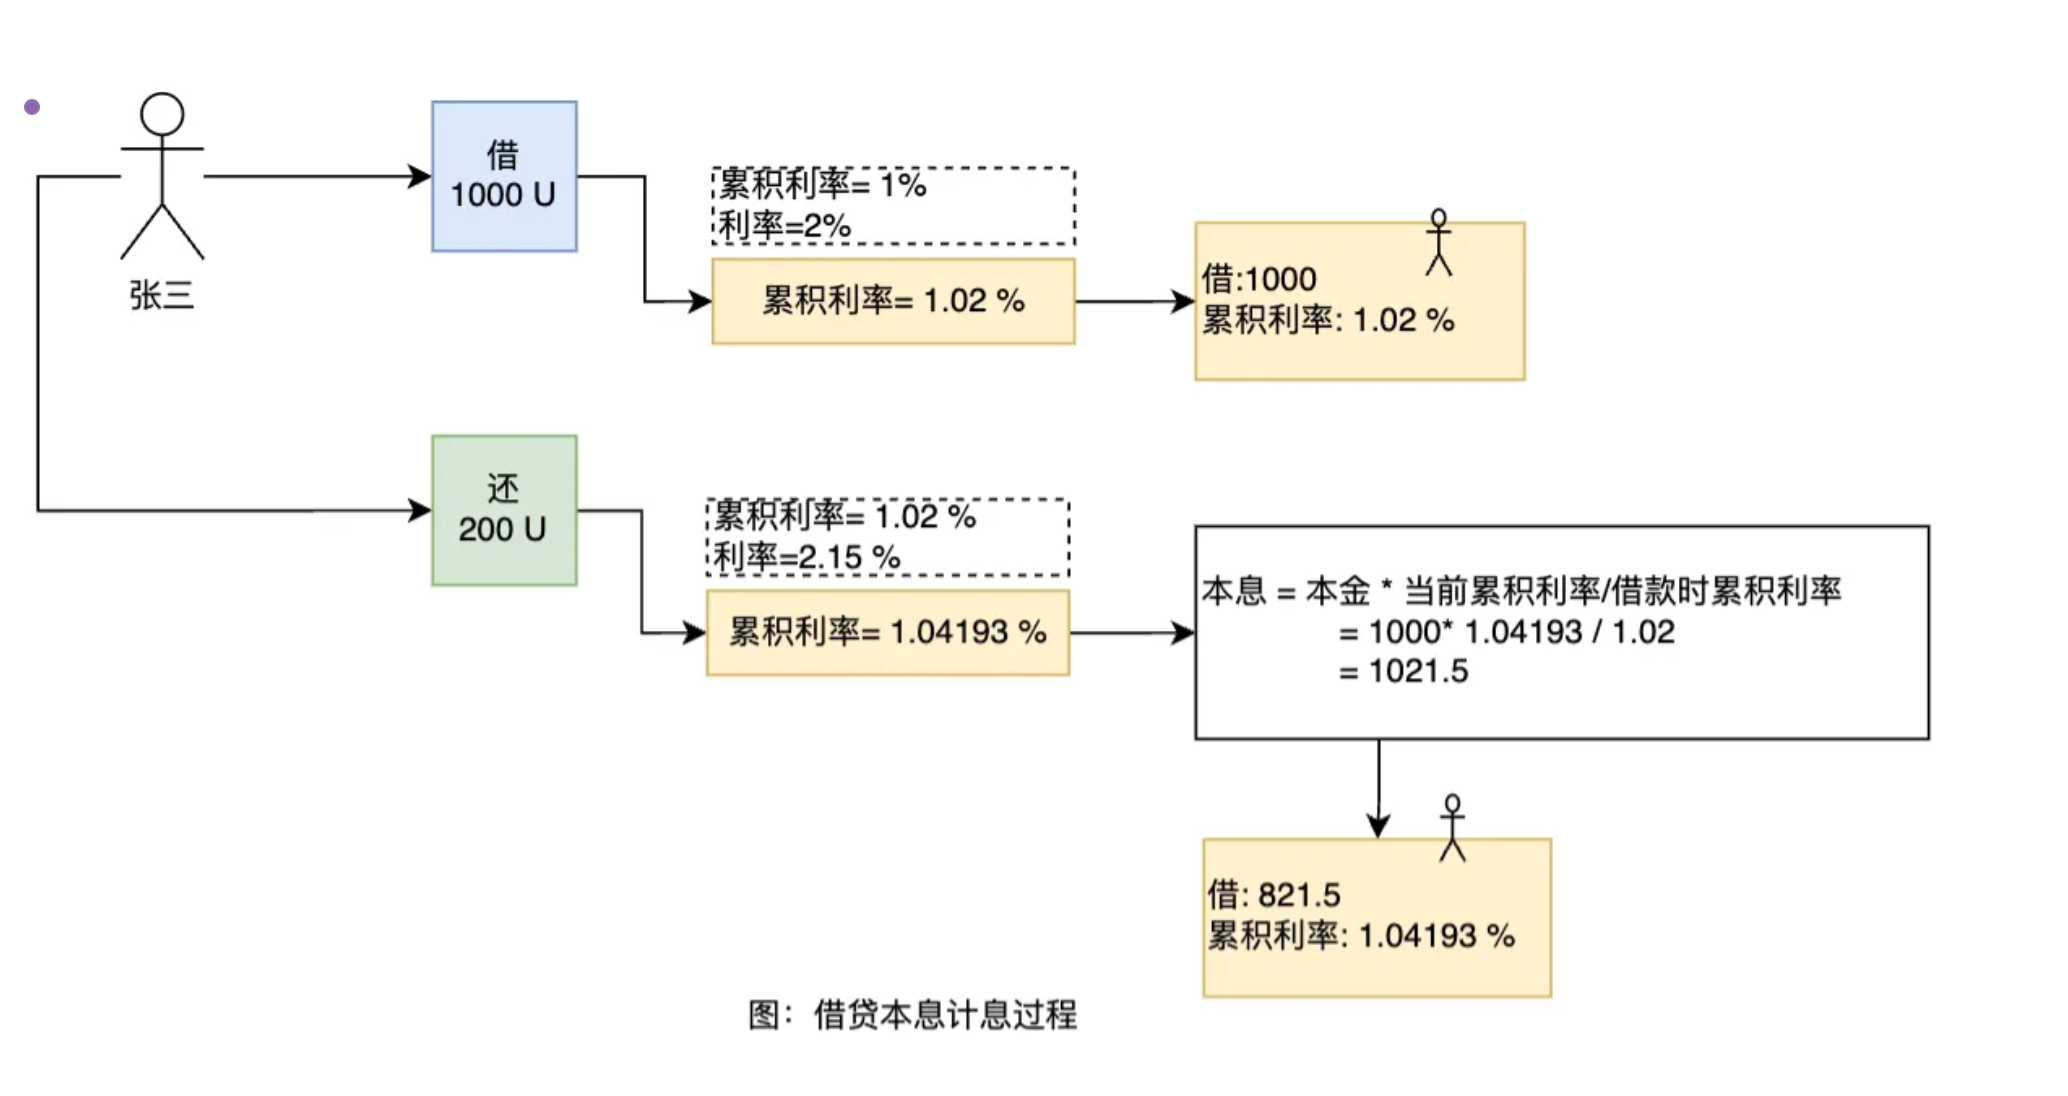 张三
借
1000 U
累积利率= 1%
利率=2%
累积利率= 1.02 %
借:1000
累积利率: 1.02 %
还
200 U
累积利率= 1.02 %
利率=2.15 %
累积利率= 1.04193 %
本息 = 本金 * 当前累积利率/借款时累积利率
= 1000* 1.04193 / 1.02
= 1021.5
借: 821.5
累积利率: 1.04193 %
图：借贷本息计息过程